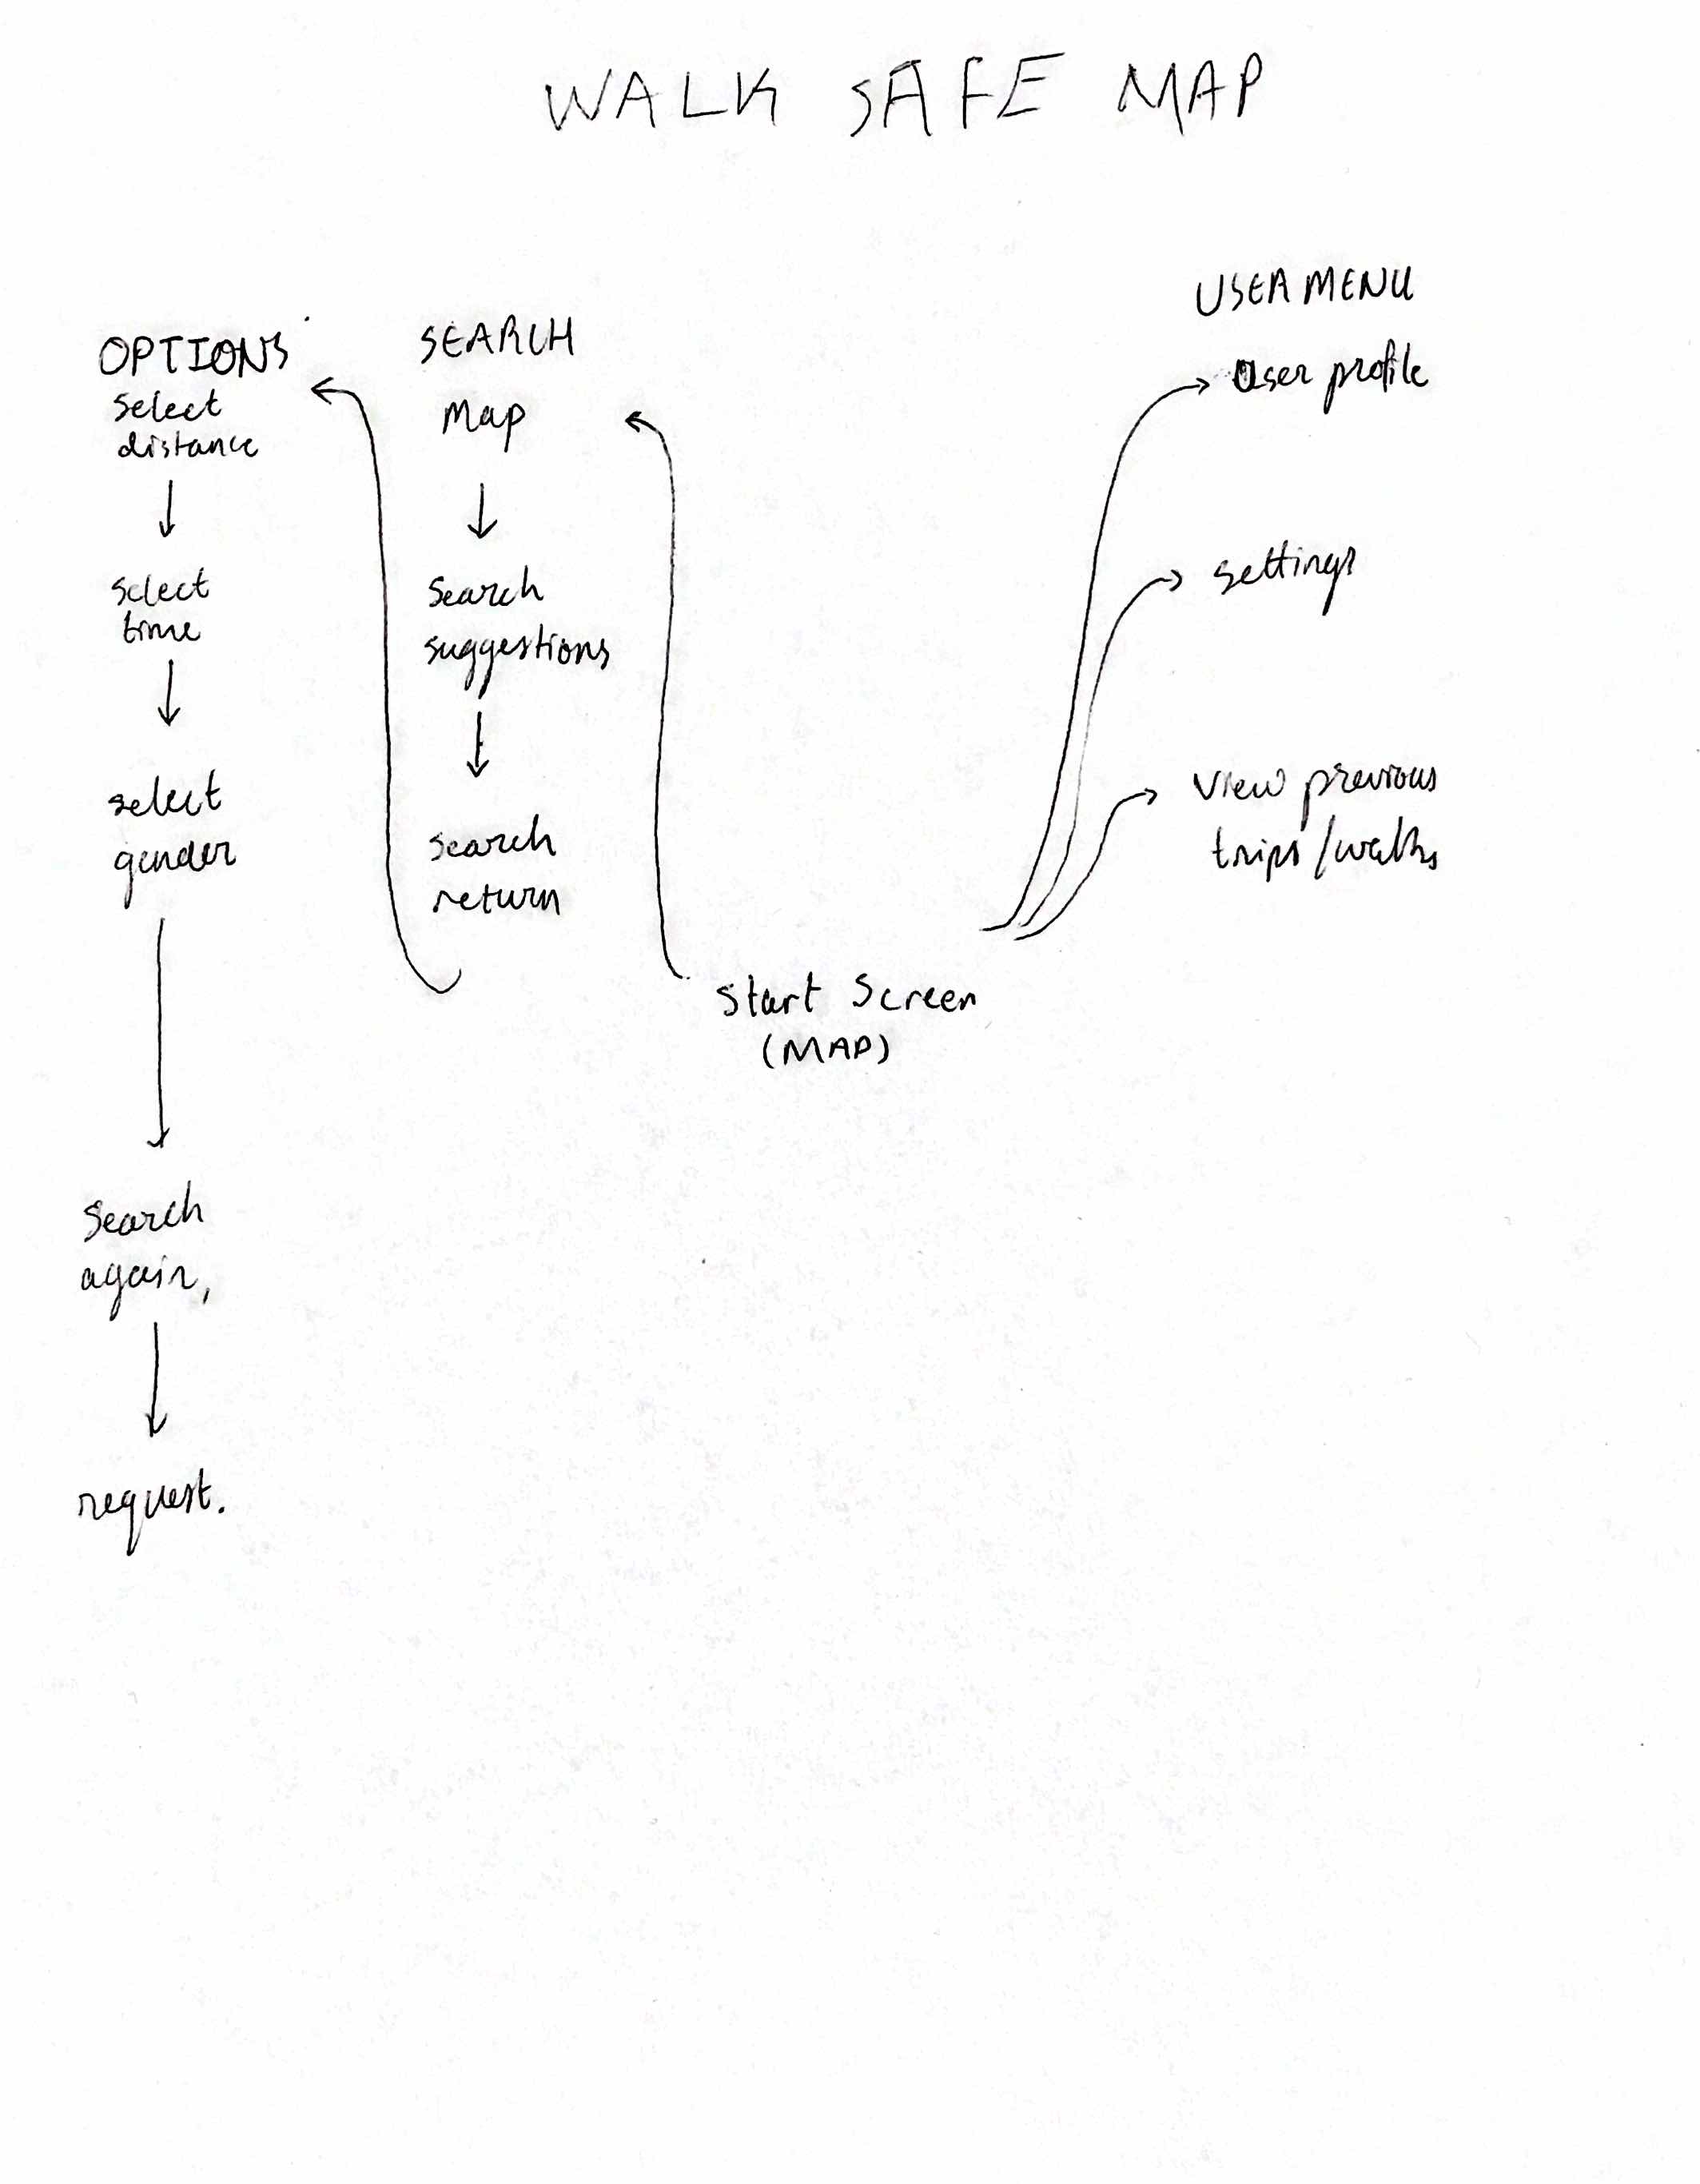 WALK SAFE MAP
OPTIONS
Select
distance
Select
time
select
gender
Search
again,
request.
SEARCH
Map
Search
suggestions
search
return
Start Screen
(MAP)
USER MENU
User profile
settings
View previous
trips/walks